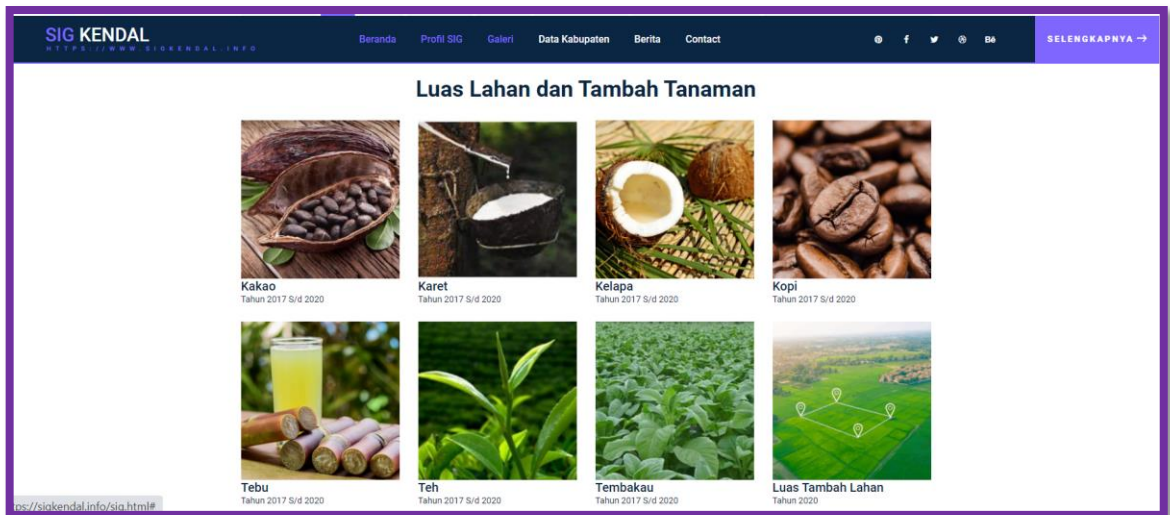 SIG KENDAL
HTTPS://WWW.SIGKENDAL.INFO
Beranda Profil SIG Galeri Data Kabupaten Berita Contact
SELENGKAPNYA →
Luas Lahan dan Tambah Tanaman
Kakao
Tahun 2017 S/d 2020
Karet
Tahun 2017 S/d 2020
Kelapa
Tahun 2017 S/d 2020
Kopi
Tahun 2017 S/d 2020
Tebu
Tahun 2017 S/d 2020
Teh
Tahun 2017 S/d 2020
Tembakau
Tahun 2017 S/d 2020
Luas Tambah Lahan
Tahun 2020
ps://sigkendal.info/sig.html#